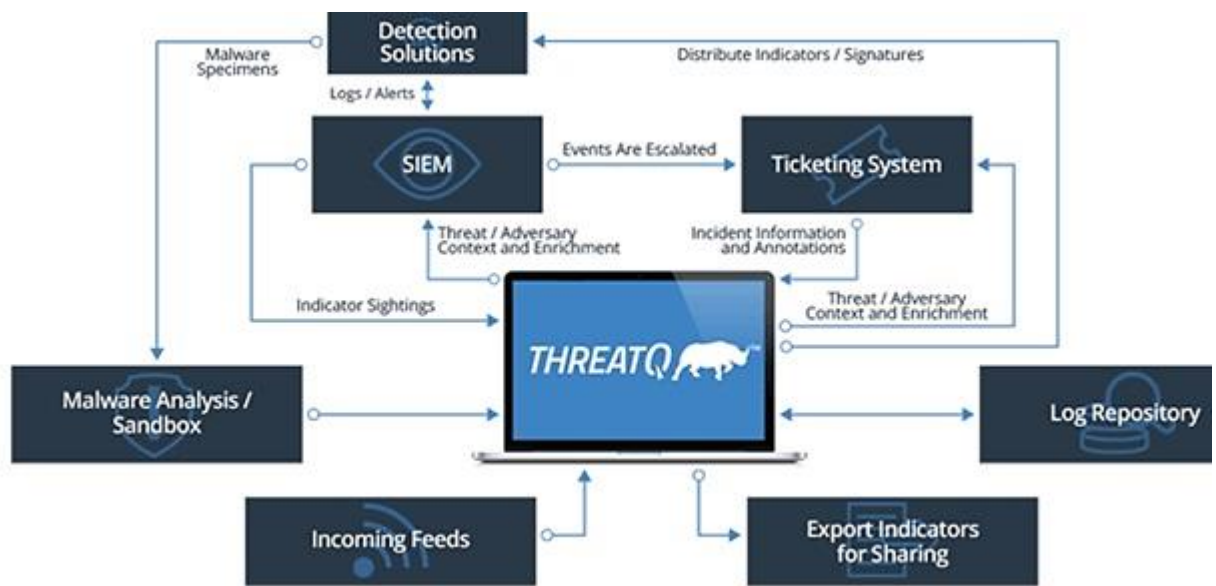 Detection
Solutions
Malware
Specimens
Distribute Indicators / Signatures
Logs / Alerts
SIEM
Events Are Escalated
Ticketing System
Threat / Adversary
Context and Enrichment
Incident Information
and Annotations
Indicator Sightings
Threat / Adversary
Context and Enrichment
THREATQ
Malware Analysis /
Sandbox
Log Repository
Incoming Feeds
Export Indicators
for Sharing